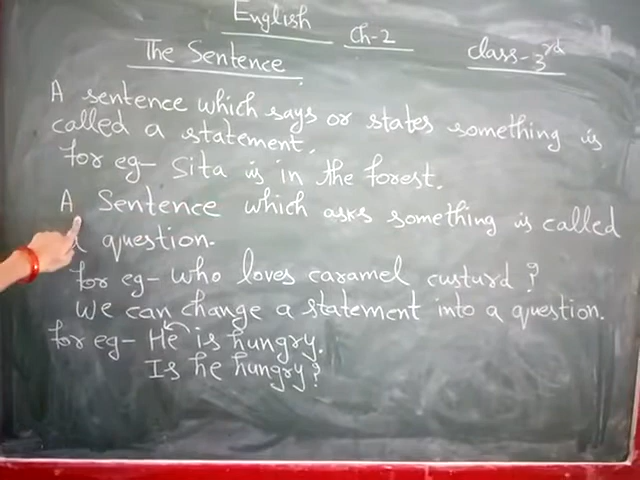 English
Ch-2
The Sentence
class-3rd
A sentence which says or states something is
called a statement.
for eg- Sita is in the forest.
A Sentence which asks something is called
question.
for eg- who loves caramel custurd?
we can change a statement into a question.
for eg- He is hungry.
Is he hungry?